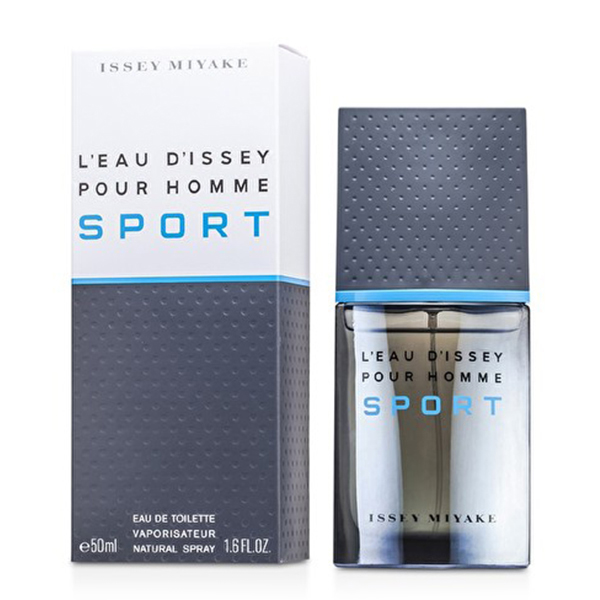 ISSEY MIYAKE
L'EAU D'ISSEY
POUR HOMME
SPORT
EAU DE TOILETTE
VAPORISATEUR
℮50ml NATURAL SPRAY 1.6 FL.OZ.
L'EAU D'ISSEY
POUR HOMME
SPORT
ISSEY MIYAKE